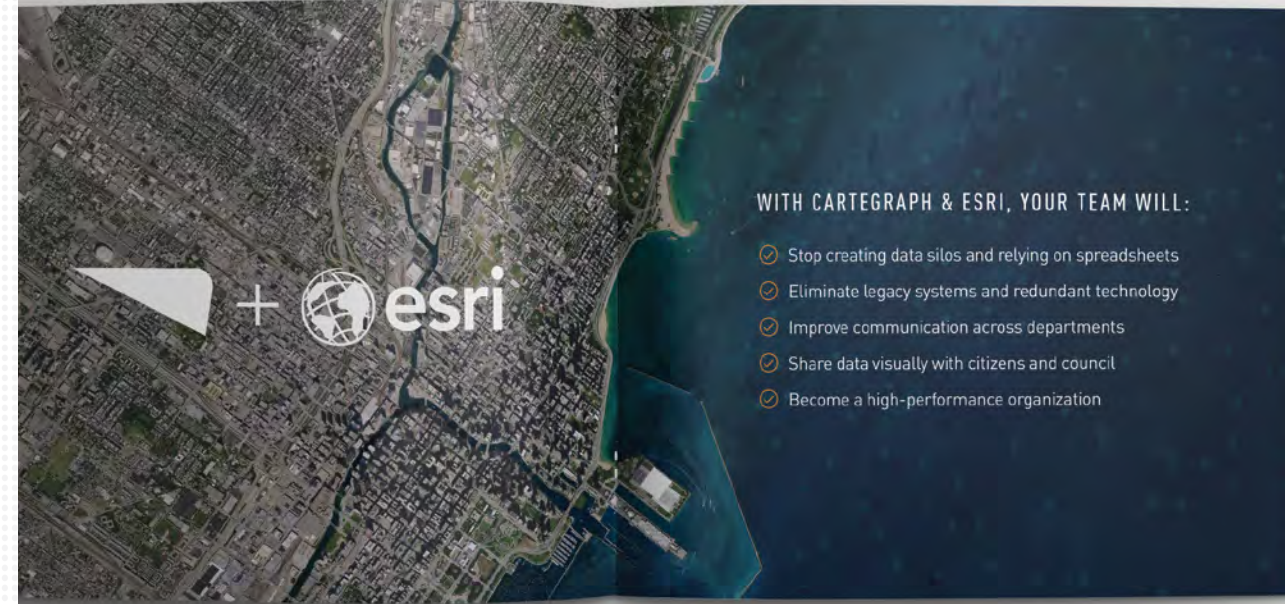 + esri
WITH CARTEGRAPH & ESRI, YOUR TEAM WILL:
Stop creating data silos and relying on spreadsheets
Eliminate legacy systems and redundant technology
Improve communication across departments
Share data visually with citizens and council
Become a high-performance organization